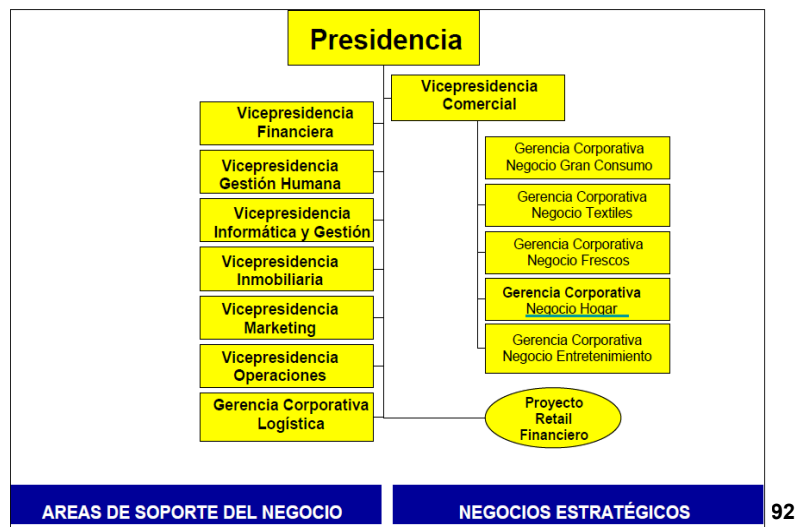 Presidencia
Vicepresidencia
Comercial
Vicepresidencia
Financiera
Vicepresidencia
Gestión Humana
Vicepresidencia
Informática y Gestión
Vicepresidencia
Inmobiliaria
Vicepresidencia
Marketing
Vicepresidencia
Operaciones
Gerencia Corporativa
Logística
Gerencia Corporativa
Negocio Gran Consumo
Gerencia Corporativa
Negocio Textiles
Gerencia Corporativa
Negocio Frescos
Gerencia Corporativa
Negocio Hogar
Gerencia Corporativa
Negocio Entretenimiento
Proyecto
Retail
Financiero
AREAS DE SOPORTE DEL NEGOCIO
NEGOCIOS ESTRATÉGICOS
92